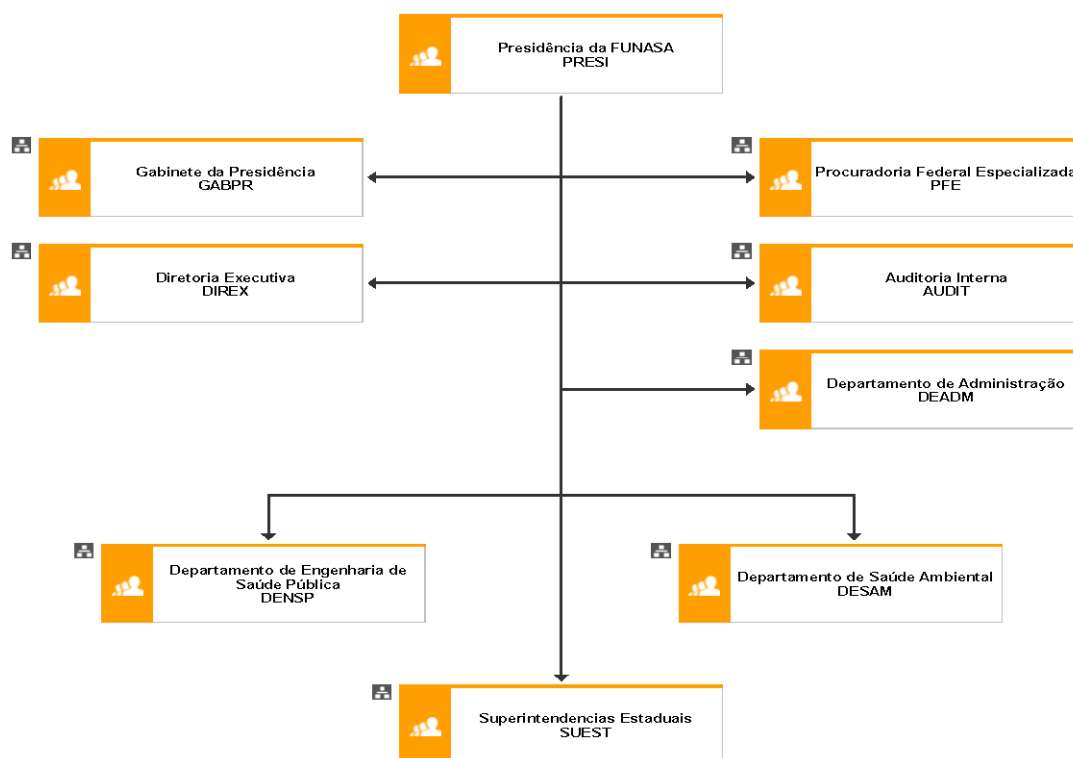 Presidência da FUNASA
PRESI
Gabinete da Presidência
GABPR
Procuradoria Federal Especializada
PFE
Diretoria Executiva
DIREX
Auditoria Interna
AUDIT
Departamento de Administração
DEADM
Departamento de Engenharia de
Saúde Pública
DENSP
Departamento de Saúde Ambiental
DESAM
Superintendencias Estaduais
SUEST